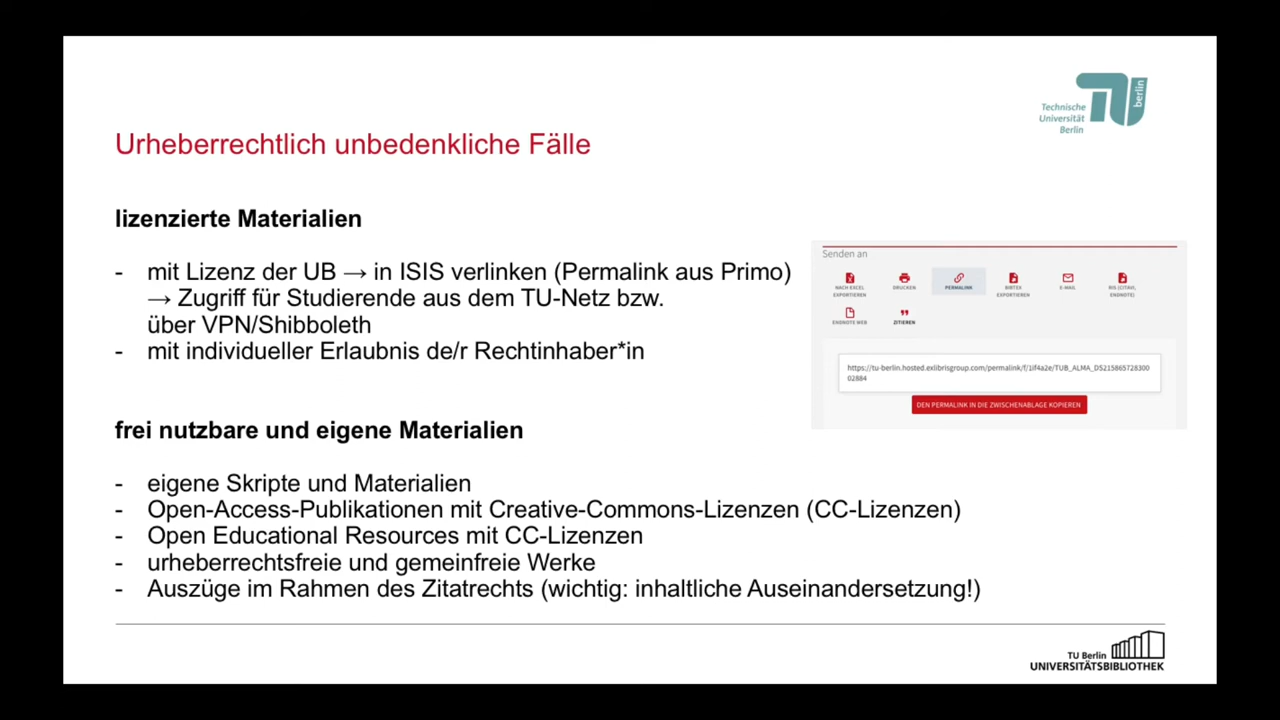 Technische
Universität
Berlin
berlin
Urheberrechtlich unbedenkliche Fälle
lizenzierte Materialien
- mit Lizenz der UB → in ISIS verlinken (Permalink aus Primo)
→ Zugriff für Studierende aus dem TU-Netz bzw.
über VPN/Shibboleth
- mit individueller Erlaubnis de/r Rechtinhaber*in
Senden an
NACH EXCEL EXPORTIEREN
DRUCKEN
PERMALINK
BIBTEX EXPORTIEREN
E-MAIL
RIS (CITAVI, ENDNOTE)
ENDNOTE WEB
ZITIEREN
https://tu-berlin.hosted.exlibrisgroup.com/permalink/f/1if4a2e/TUB_ALMA_DS215865728300
02884
DEN PERMALINK IN DIE ZWISCHENABLAGE KOPIEREN
frei nutzbare und eigene Materialien
- eigene Skripte und Materialien
- Open-Access-Publikationen mit Creative-Commons-Lizenzen (CC-Lizenzen)
- Open Educational Resources mit CC-Lizenzen
- urheberrechtsfreie und gemeinfreie Werke
- Auszüge im Rahmen des Zitatrechts (wichtig: inhaltliche Auseinandersetzung!)
TU Berlin
UNIVERSITÄTSBIBLIOTHEK